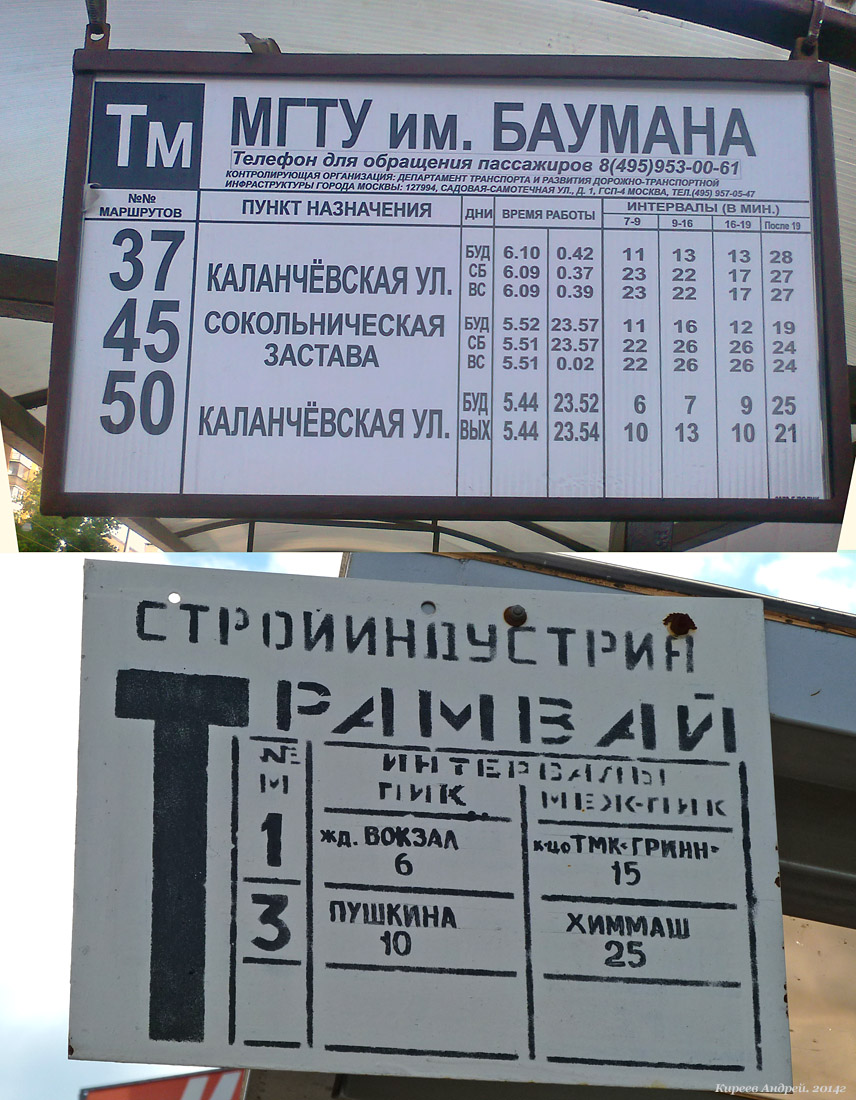 Тм
МГТУ им. БАУМАНА
Телефон для обращения пассажиров 8(495)953-00-61
КОНТРОЛИРУЮЩАЯ ОРГАНИЗАЦИЯ: ДЕПАРТАМЕНТ ТРАНСПОРТА И РАЗВИТИЯ ДОРОЖНО-ТРАНСПОРТНОЙ
ИНФРАСТРУКТУРЫ ГОРОДА МОСКВЫ: 127994, САДОВАЯ-САМОТЕЧНАЯ УЛ., Д. 1, ГСП-4 МОСКВА, ТЕЛ.(495) 957-05-47
№№ МАРШРУТОВ ПУНКТ НАЗНАЧЕНИЯ ДНИ ВРЕМЯ РАБОТЫ ИНТЕРВАЛЫ (В МИН.)
7-9 9-16 16-19 После 19
37 КАЛАНЧЁВСКАЯ УЛ. БУД 6.10 0.42 11 13 13 28
СБ 6.09 0.37 23 22 17 27
ВС 6.09 0.39 23 22 17 27
45 СОКОЛЬНИЧЕСКАЯ ЗАСТАВА БУД 5.52 23.57 11 16 12 19
СБ 5.51 23.57 22 26 26 24
ВС 5.51 0.02 22 26 26 24
50 КАЛАНЧЁВСКАЯ УЛ. БУД 5.44 23.52 6 7 9 25
ВЫХ 5.44 23.54 10 13 10 21
СТРОЙИНДУСТРИЯ
ТРАМВАЙ
№ М ИНТЕРВАЛЫ
ПИК МЕЖ-ПИК
1 жд. ВОКЗАЛ к-цо ТМК«ГРИНН»
6 15
3 ПУШКИНА ХИММАШ
10 25
Киреев Андрей, 20142